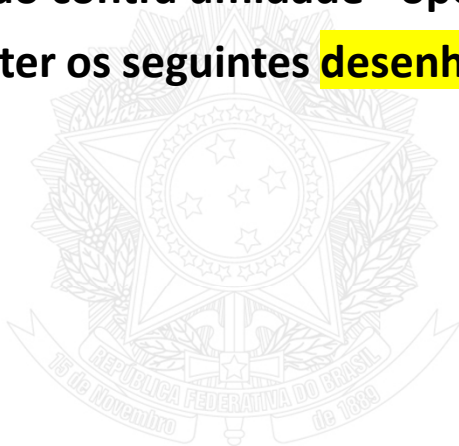 contra umidade
ter os seguintes desenh
REPÚBLICA FEDERATIVA DO BRASIL
15 de Novembro de 1889